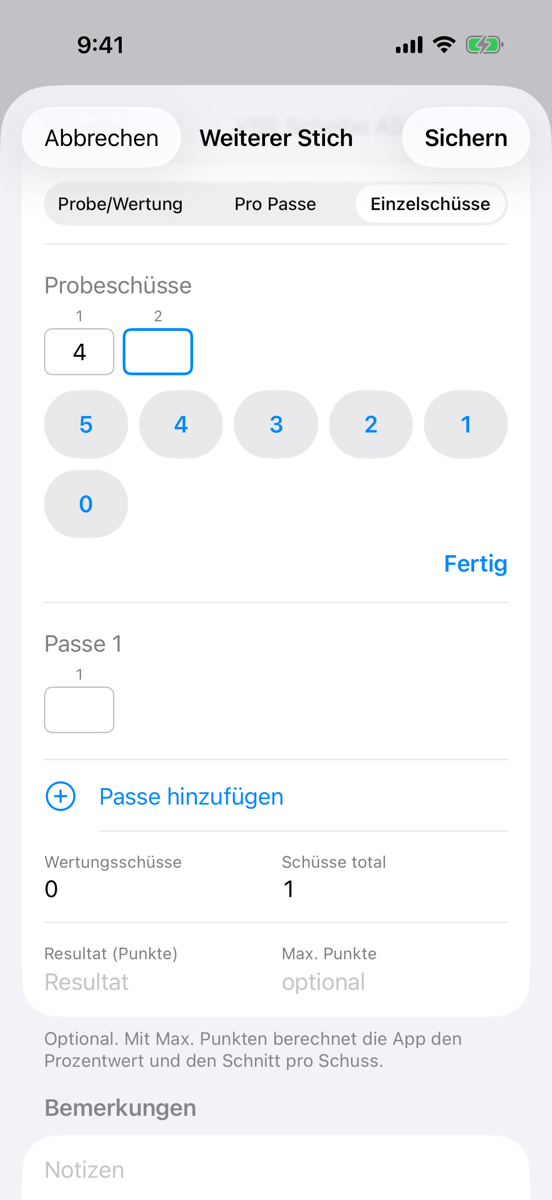 9:41
Abbrechen
Weiterer Stich
Sichern
Probe/Wertung
Pro Passe
Einzelschüsse
Probeschüsse
1
2
4
5
4
3
2
1
0
Fertig
Passe 1
1
Passe hinzufügen
Wertungsschüsse
Schüsse total
0
1
Resultat (Punkte)
Max. Punkte
Resultat
optional
Optional. Mit Max. Punkten berechnet die App den
Prozentwert und den Schnitt pro Schuss.
Bemerkungen
Notizen